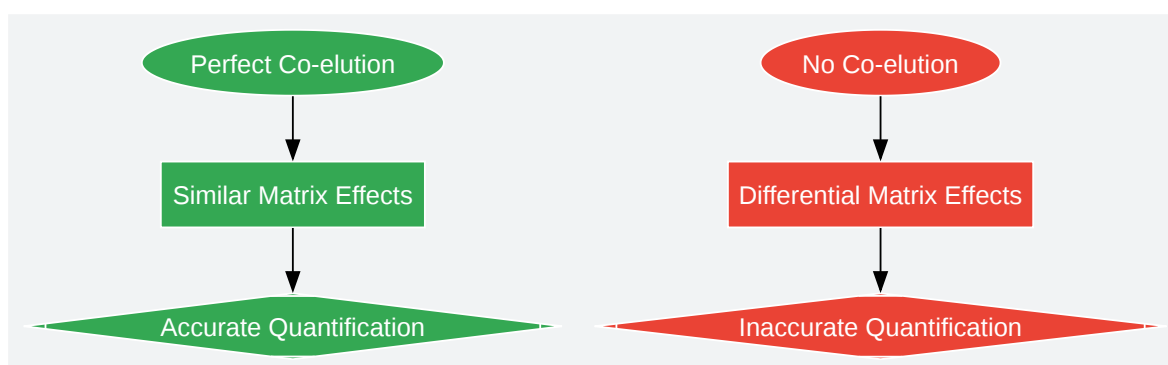 Perfect Co-elution
No Co-elution
Similar Matrix Effects
Differential Matrix Effects
Accurate Quantification
Inaccurate Quantification